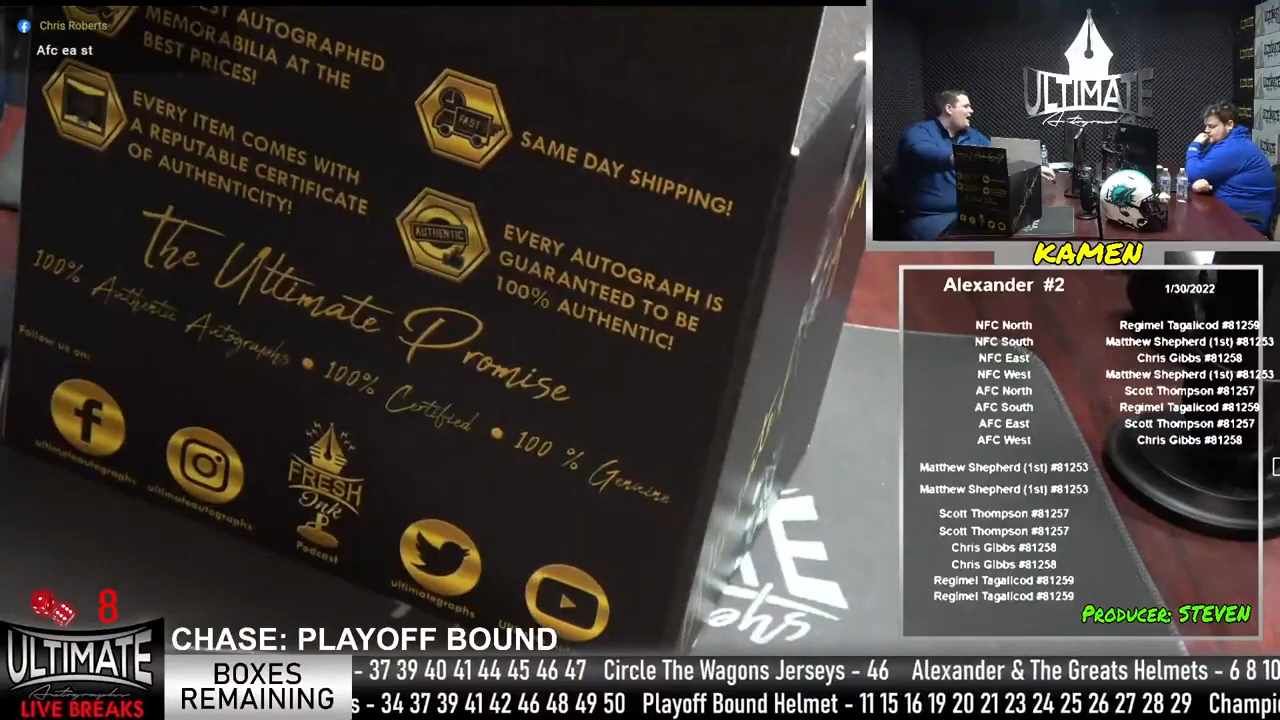 Chris Roberts
Afc ea st
AUTOGRAPHED
MEMORABILIA AT THE
BEST PRICES!
EVERY ITEM COMES WITH
A REPUTABLE CERTIFICATE
OF AUTHENTICITY!
FAST
SAME DAY SHIPPING!
AUTHENTIC
EVERY AUTOGRAPH IS
GUARANTEED TO BE
100% AUTHENTIC!
The Ultimate Promise
100% Authentic Autographs • 100% Certified • 100 % Genuine
Follow us on:
ultimateautographs
ultimateautographs
FRESH
Ink
Podcast
ultimategraphs
ULTIMATE
Autographs
KAMEN
Alexander #2
1/30/2022
NFC North Regimel Tagalicod #81259
NFC South Matthew Shepherd (1st) #81253
NFC East Chris Gibbs #81258
NFC West Matthew Shepherd (1st) #81253
AFC North Scott Thompson #81257
AFC South Regimel Tagalicod #81259
AFC East Scott Thompson #81257
AFC West Chris Gibbs #81258
Matthew Shepherd (1st) #81253
Matthew Shepherd (1st) #81253
Scott Thompson #81257
Scott Thompson #81257
Chris Gibbs #81258
Chris Gibbs #81258
Regimel Tagalicod #81259
Regimel Tagalicod #81259
PRODUCER: STEVEN
8
ULTIMATE
Autographs
LIVE BREAKS
CHASE: PLAYOFF BOUND
BOXES
REMAINING
- 37 39 40 41 44 45 46 47 Circle The Wagons Jerseys - 46 Alexander & The Greats Helmets - 6 8 10
s - 34 37 39 41 42 46 48 49 50 Playoff Bound Helmet - 11 15 16 19 20 21 23 24 25 26 27 28 29 Champi